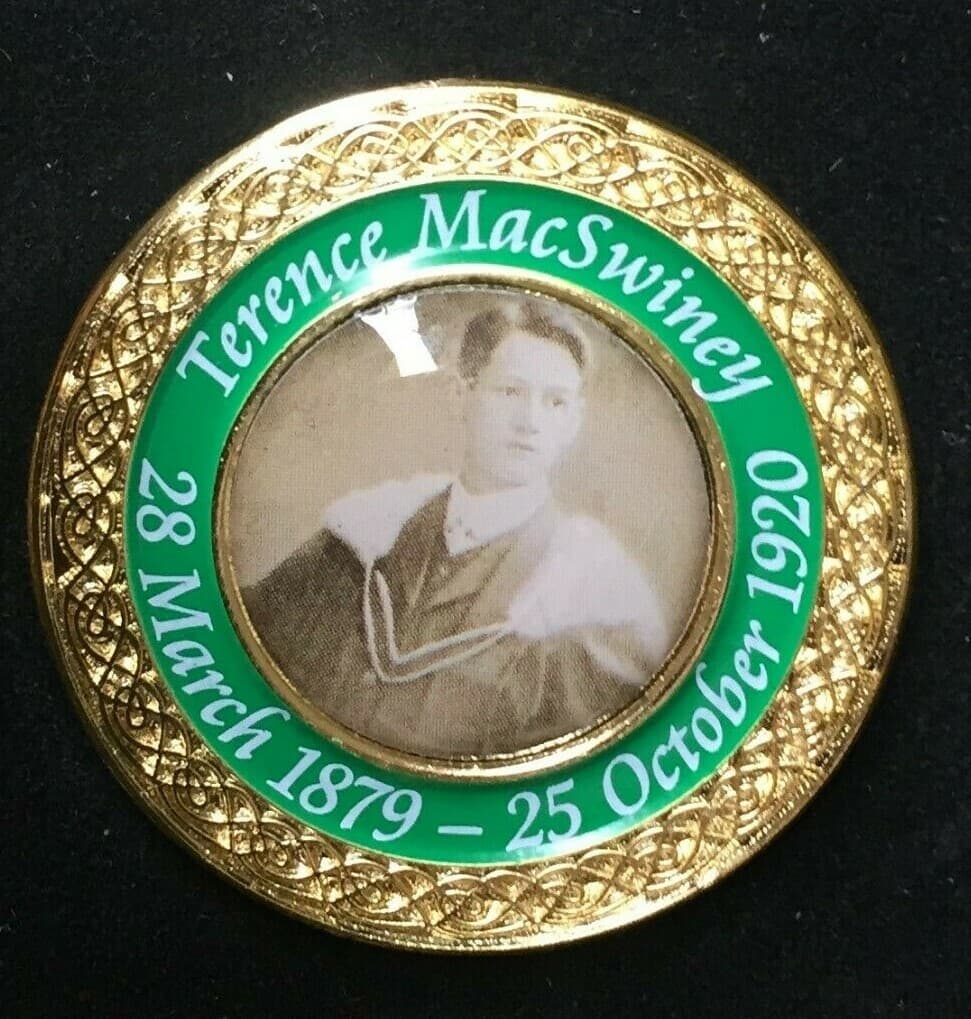 Terence MacSwiney
28 March 1879 – 25 October 1920